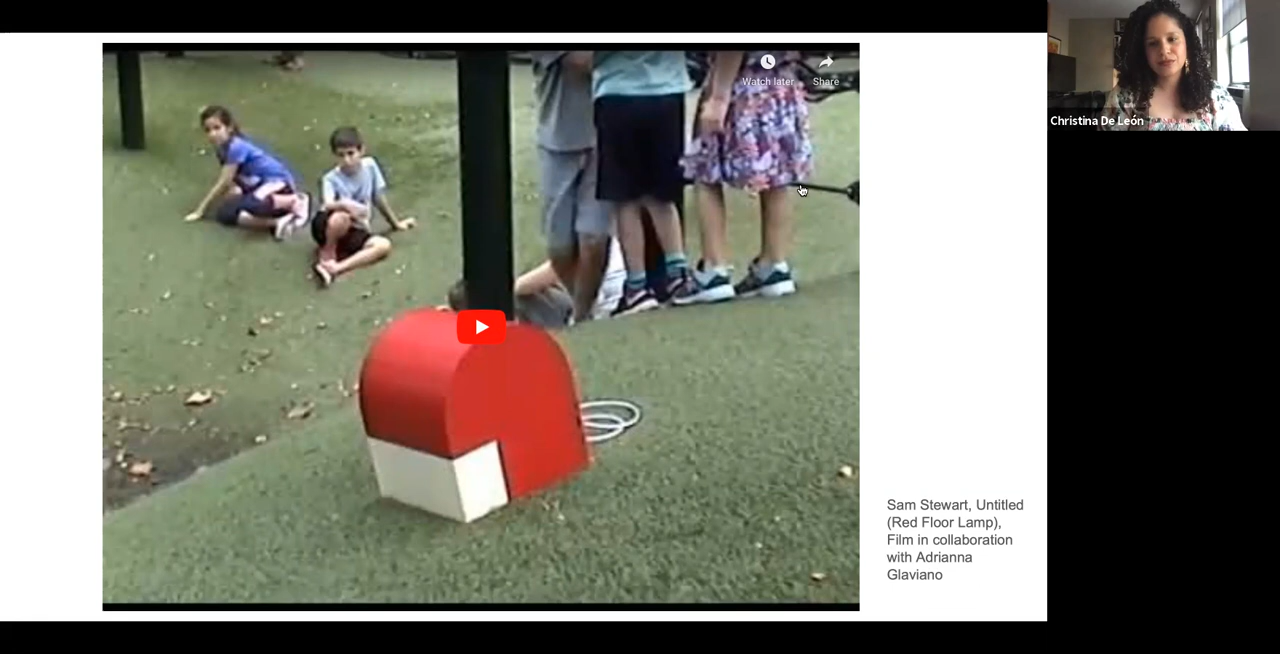 Watch later
Share
Christina De León
Sam Stewart, Untitled
(Red Floor Lamp),
Film in collaboration
with Adrianna
Glaviano